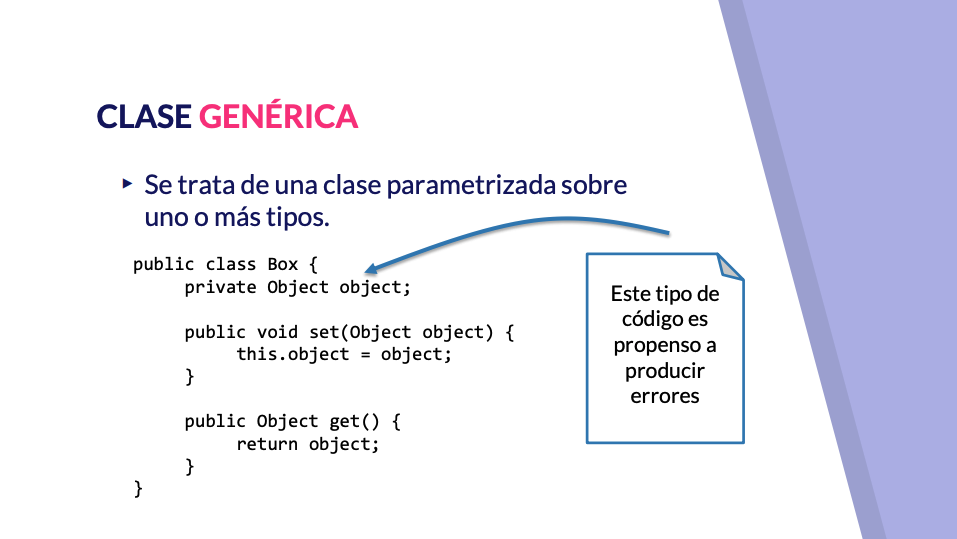 CLASE GENÉRICA
▸ Se trata de una clase parametrizada sobre
uno o más tipos.
public class Box {
     private Object object;

     public void set(Object object) {
          this.object = object;
     }

     public Object get() {
          return object;
     }
}
Este tipo de
código es
propenso a
producir
errores